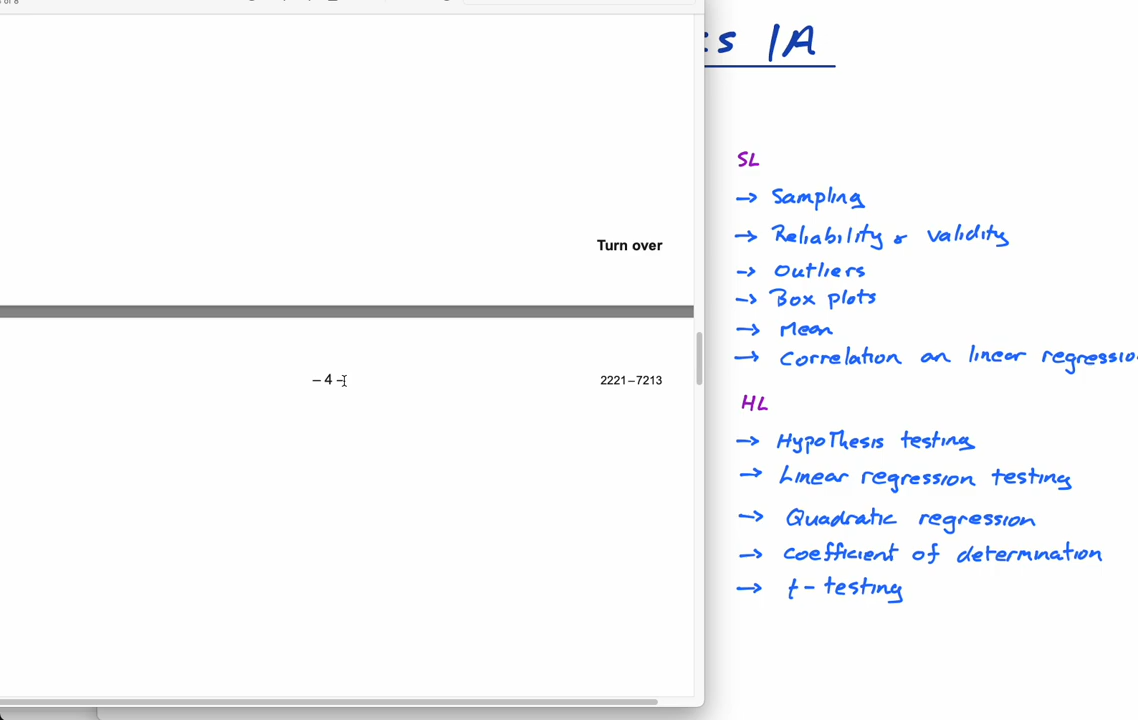 Turn over
– 4 –
2221–7213
IA
SL
→ Sampling
→ Reliability & validity
→ Outliers
→ Box plots
→ Mean
→ Correlation an linear
HL
→ Hypothesis testing
→ Linear regression testing
→ Quadratic regression
→ coefficient of determination
→ t-testing